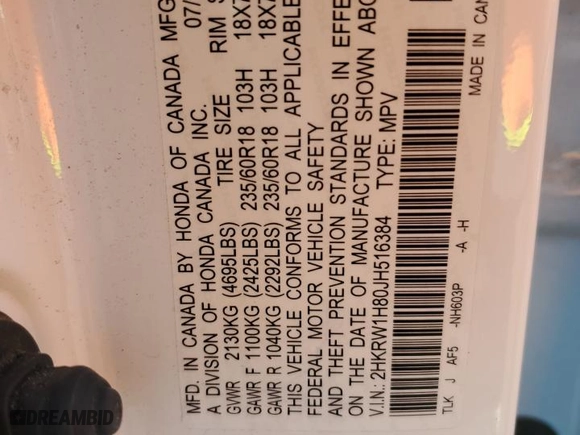 MFD. IN CANADA BY HONDA OF CANADA MFG
A DIVISION OF HONDA CANADA INC. 07/
GVWR 2130KG (4695LBS) TIRE SIZE RIM S
GAWR F 1100KG (2425LBS) 235/60R18 103H 18X7
GAWR R 1040KG (2292LBS) 235/60R18 103H 18X7
THIS VEHICLE CONFORMS TO ALL APPLICABLE
FEDERAL MOTOR VEHICLE SAFETY
AND THEFT PREVENTION STANDARDS IN EFFE
ON THE DATE OF MANUFACTURE SHOWN ABO
V.I.N.: 2HKRW1H80JH516384 TYPE: MPV
TLK J AF5 -NH603P -A -H MADE IN CAN
DREAMBID